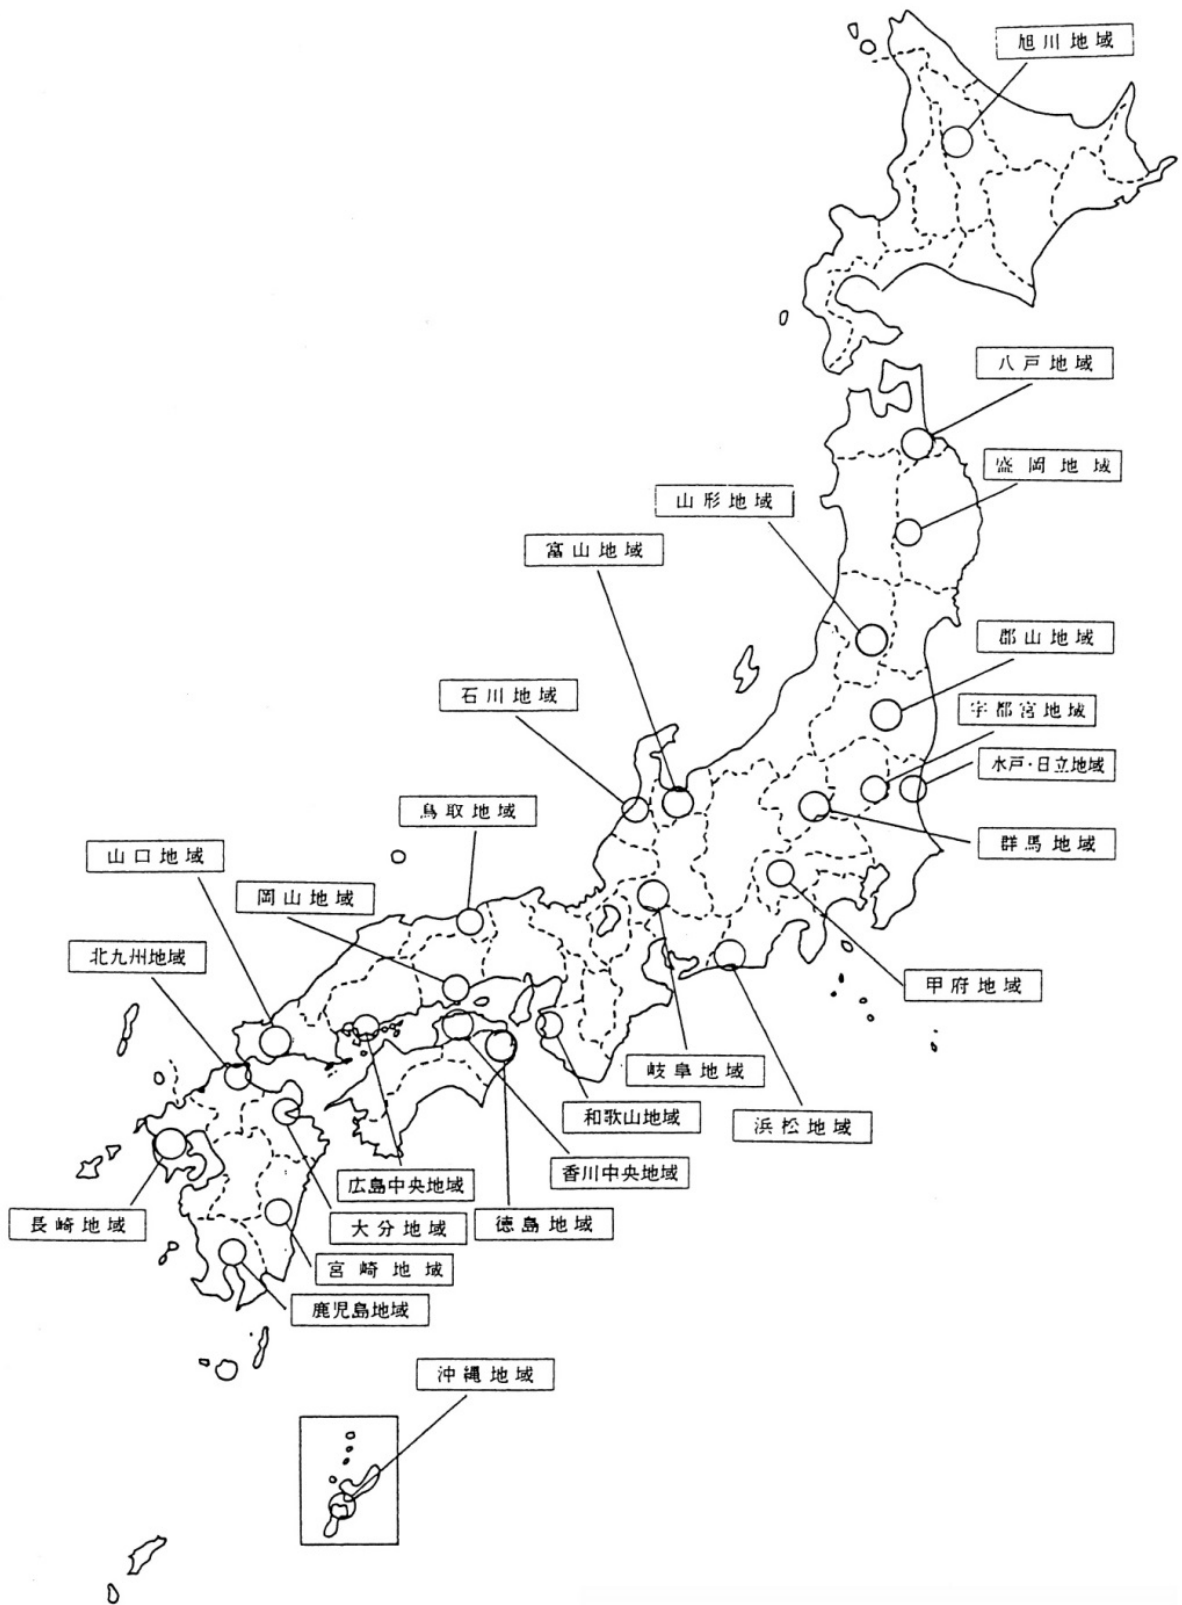 旭川地域
八戸地域
盛岡地域
山形地域
富山地域
郡山地域
石川地域
宇都宮地域
水戸・日立地域
鳥取地域
群馬地域
山口地域
岡山地域
北九州地域
甲府地域
岐阜地域
和歌山地域
浜松地域
香川中央地域
広島中央地域
長崎地域
大分地域
徳島地域
宮崎地域
鹿児島地域
沖縄地域